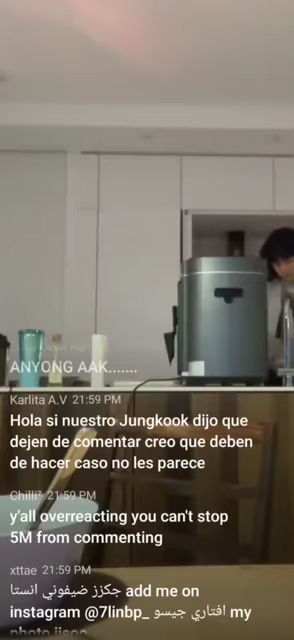 ANYONG AAK.......
Karlita A.V 21:59 PM
Hola si nuestro Jungkook dijo que
dejen de comentar creo que deben
de hacer caso no les parece
21:59 PM
y'all overreacting you can't stop
5M from commenting
xttae 21:59 PM
جكزز ضيفوني انستا add me on
instagram @7linbp_ افتاري جيسو my
photo jisoo